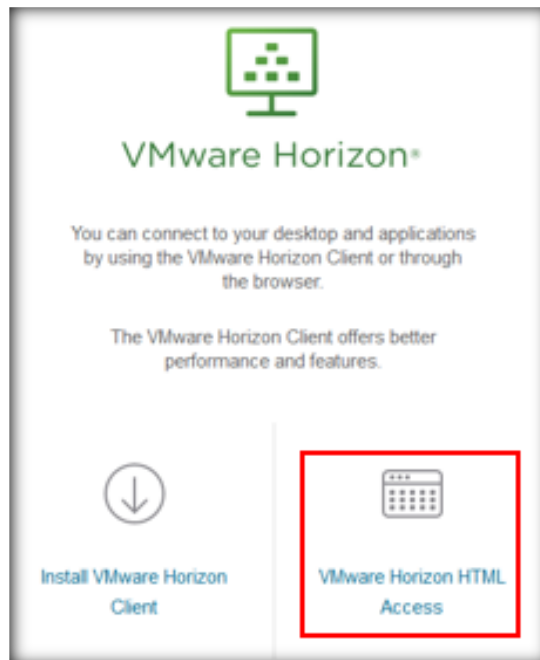 VMware Horizon®
You can connect to your desktop and applications
by using the VMware Horizon Client or through
the browser.
The VMware Horizon Client offers better
performance and features.
Install VMware Horizon
Client
VMware Horizon HTML
Access